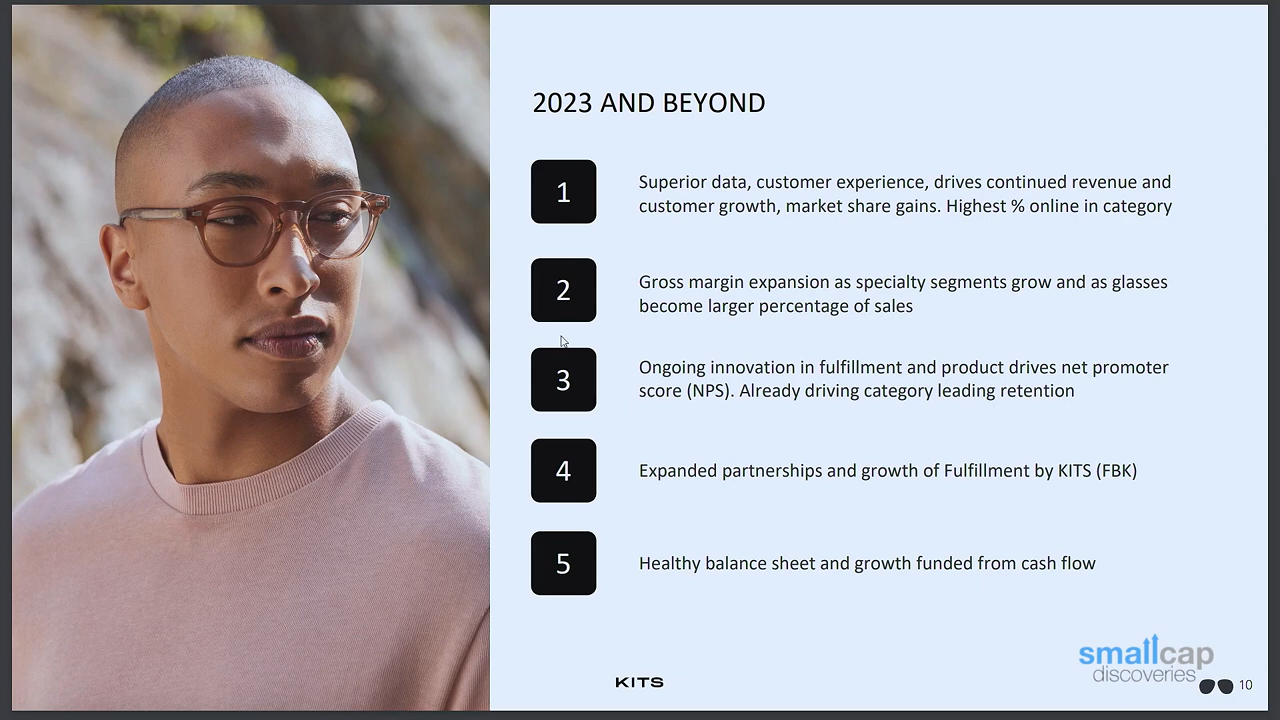 2023 AND BEYOND
1
Superior data, customer experience, drives continued revenue and
customer growth, market share gains. Highest % online in category
2
Gross margin expansion as specialty segments grow and as glasses
become larger percentage of sales
3
Ongoing innovation in fulfillment and product drives net promoter
score (NPS). Already driving category leading retention
4
Expanded partnerships and growth of Fulfillment by KITS (FBK)
5
Healthy balance sheet and growth funded from cash flow
smallcap
discoveries
KITS
10